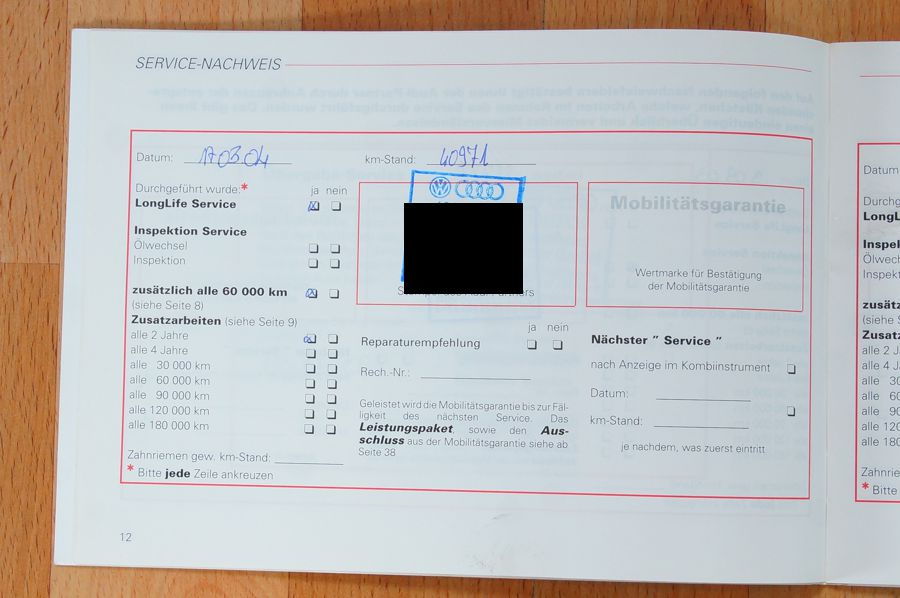 SERVICE-NACHWEIS
Datum: 17.03.04
km-Stand: 40971
Durchgeführt wurde:* ja nein
LongLife Service
Inspektion Service
Ölwechsel
Inspektion
zusätzlich alle 60 000 km
(siehe Seite 8)
Zusatzarbeiten (siehe Seite 9)
alle 2 Jahre
alle 4 Jahre
alle 30 000 km
alle 60 000 km
alle 90 000 km
alle 120 000 km
alle 180 000 km
Zahnriemen gew. km-Stand:
* Bitte jede Zeile ankreuzen
ja nein
Reparaturempfehlung
Rech.-Nr.:
Geleistet wird die Mobilitätsgarantie bis zur Fäl-
ligkeit des nächsten Service. Das
Leistungspaket, sowie den Aus-
schluss aus der Mobilitätsgarantie siehe ab
Seite 38
Mobilitätsgarantie
Wertmarke für Bestätigung
der Mobilitätsgarantie
Nächster " Service "
nach Anzeige im Kombiinstrument
Datum:
km-Stand:
je nachdem, was zuerst eintritt
12
Datum